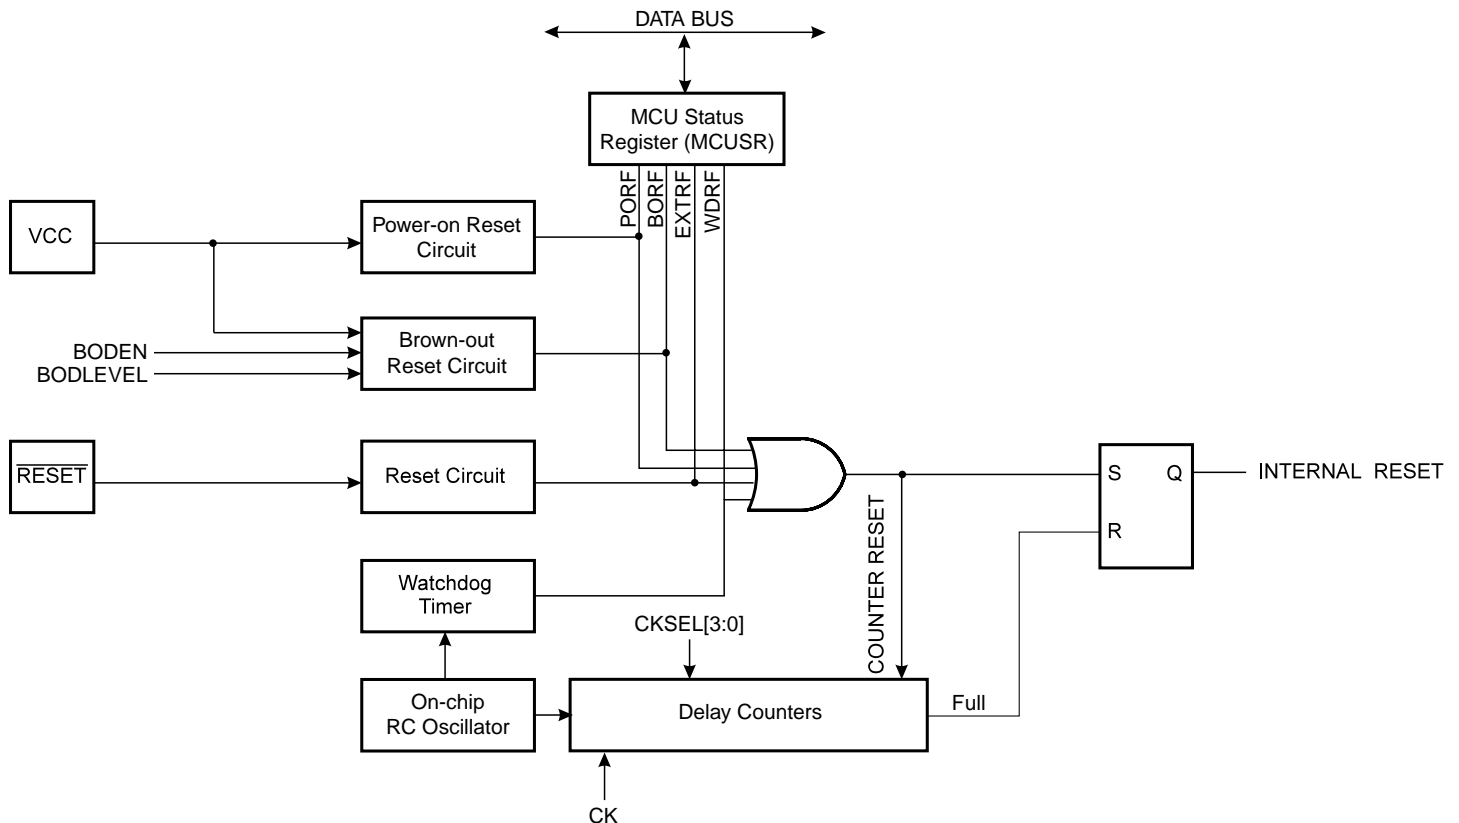 DATA BUS
MCU Status
Register (MCUSR)
PORF
BORF
EXTRF
WDRF
VCC
Power-on Reset
Circuit
BODEN
BODLEVEL
Brown-out
Reset Circuit
RESET
Reset Circuit
S
Q
R
INTERNAL RESET
COUNTER RESET
Watchdog
Timer
CKSEL[3:0]
On-chip
RC Oscillator
Delay Counters
Full
CK